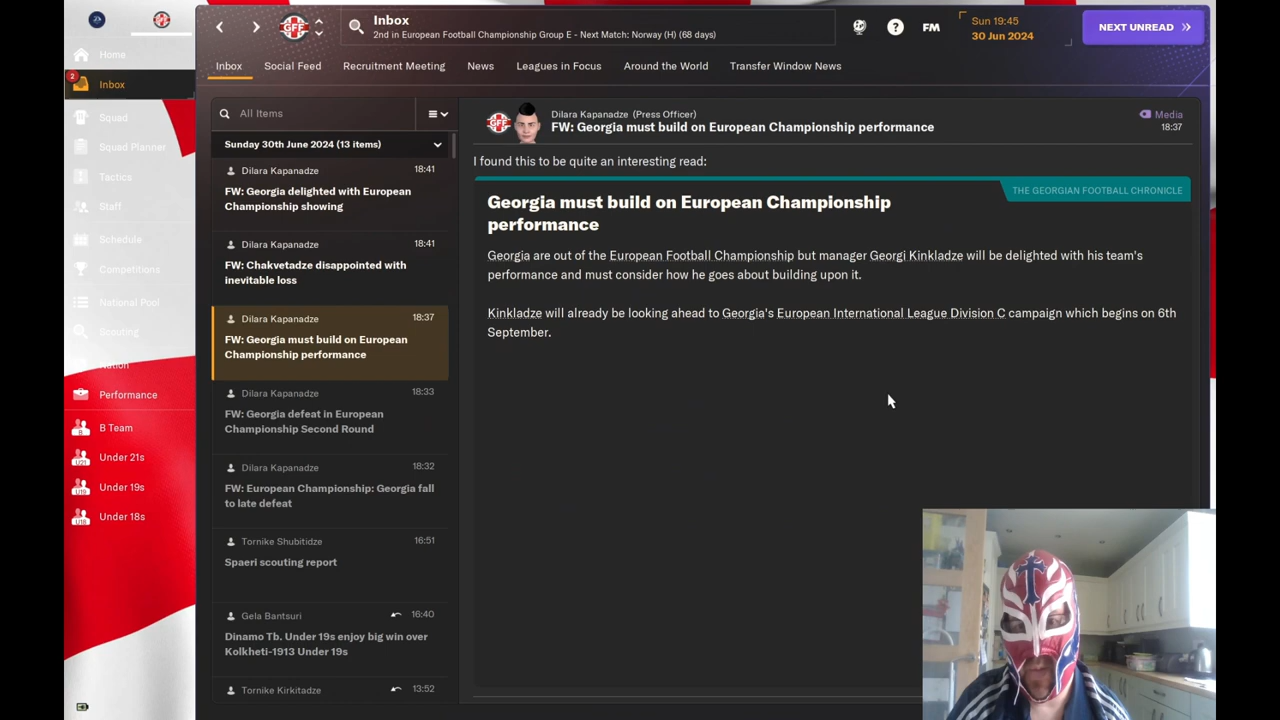 GFF
Inbox
2nd in European Football Championship Group E - Next Match: Norway (H) (68 days)
?
FM
Sun 19:45
30 Jun 2024
NEXT UNREAD
Home
2
Inbox
Squad
Squad Planner
Tactics
Staff
Schedule
Competitions
National Pool
Scouting
Nation
Performance
B Team
Under 21s
Under 19s
Under 18s
Inbox
Social Feed
Recruitment Meeting
News
Leagues in Focus
Around the World
Transfer Window News
All Items
Sunday 30th June 2024 (13 items)
Dilara Kapanadze
18:41
FW: Georgia delighted with European
Championship showing
Dilara Kapanadze
18:41
FW: Chakvetadze disappointed with
inevitable loss
Dilara Kapanadze
18:37
FW: Georgia must build on European
Championship performance
Dilara Kapanadze
18:33
FW: Georgia defeat in European
Championship Second Round
Dilara Kapanadze
18:32
FW: European Championship: Georgia fall
to late defeat
Tornike Shubitidze
16:51
Spaeri scouting report
Gela Bantsuri
16:40
Dinamo Tb. Under 19s enjoy big win over
Kolkheti-1913 Under 19s
Tornike Kirkitadze
13:52
GFF
Dilara Kapanadze (Press Officer)
FW: Georgia must build on European Championship performance
Media
18:37
I found this to be quite an interesting read:
THE GEORGIAN FOOTBALL CHRONICLE
Georgia must build on European Championship
performance
Georgia are out of the European Football Championship but manager Georgi Kinkladze will be delighted with his team's
performance and must consider how he goes about building upon it.
Kinkladze will already be looking ahead to Georgia's European International League Division C campaign which begins on 6th
September.